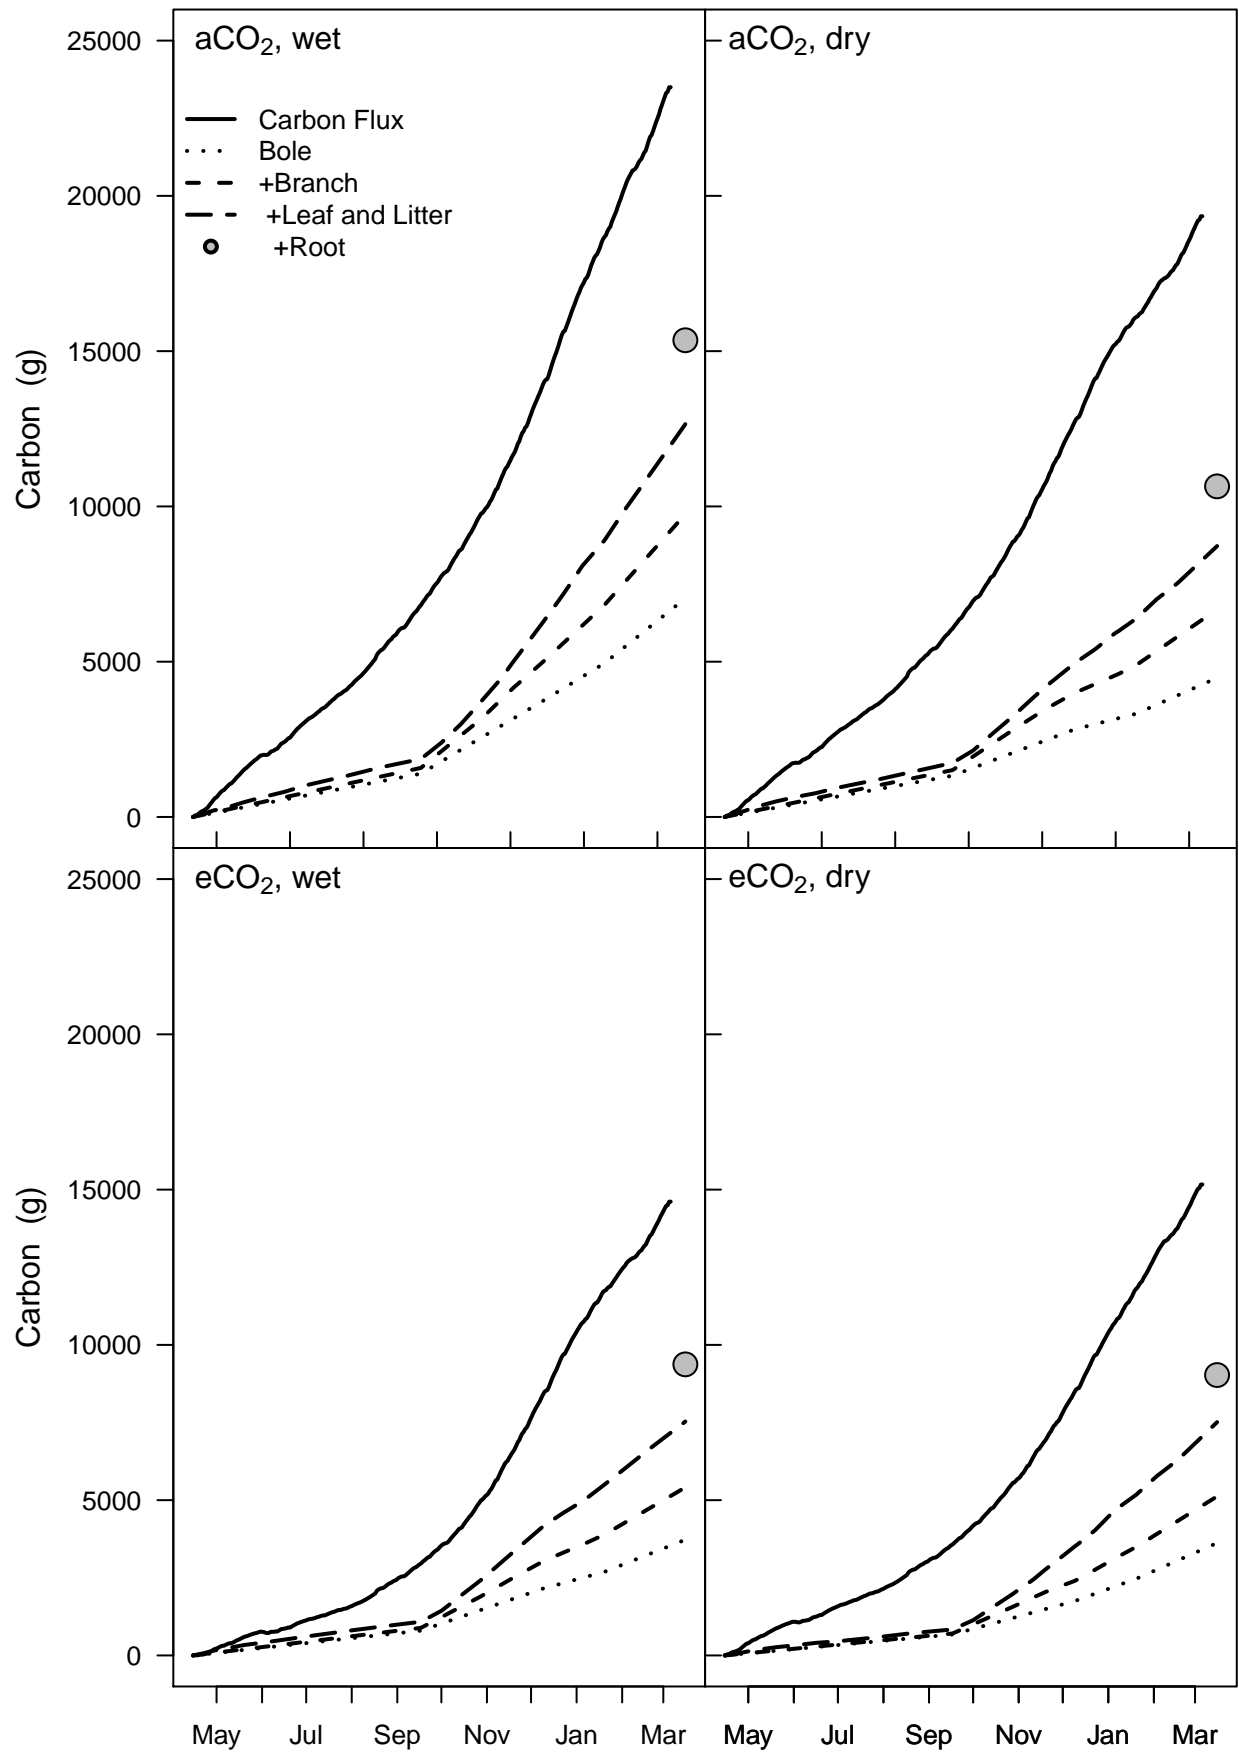 aCO₂, wet
aCO₂, dry
25000
20000
15000
10000
5000
0
Carbon (g)
Carbon Flux
Bole
+Branch
+Leaf and Litter
+Root
eCO₂, wet
eCO₂, dry
25000
20000
15000
10000
5000
0
Carbon (g)
May Jul Sep Nov Jan Mar May Jul Sep Nov Jan Mar